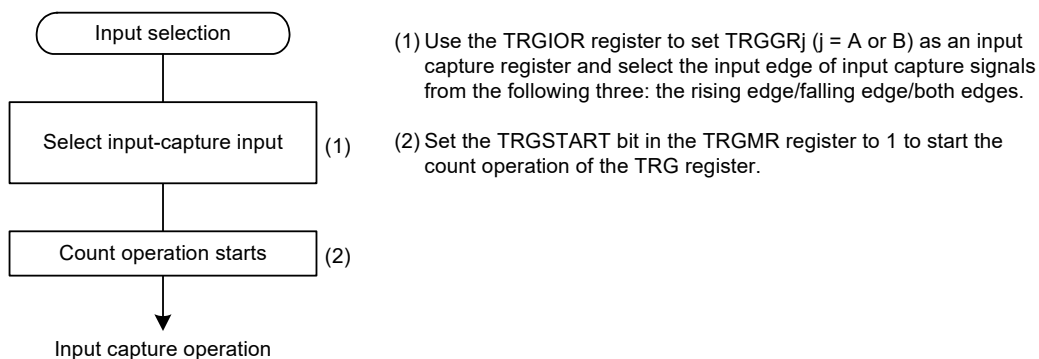 Input selection
Select input-capture input
(1)
Count operation starts
(2)
Input capture operation
(1) Use the TRGIOR register to set TRGGRj (j = A or B) as an input
capture register and select the input edge of input capture signals
from the following three: the rising edge/falling edge/both edges.
(2) Set the TRGSTART bit in the TRGMR register to 1 to start the
count operation of the TRG register.